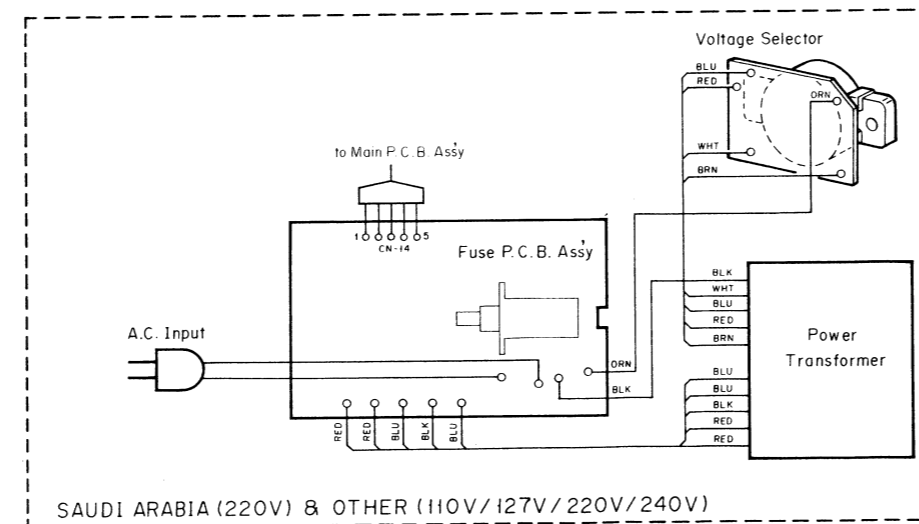 Voltage Selector
BLU
RED
ORN
WHT
BRN
to Main P.C.B. Ass'y
1 5
CN-14
Fuse P.C.B. Ass'y
A.C. Input
ORN
BLK
RED
RED
BLU
BLK
BLU
BLK
WHT
BLU
RED
BRN
BLU
BLU
BLK
RED
RED
Power
Transformer
SAUDI ARABIA (220V) & OTHER (110V/127V/220V/240V)